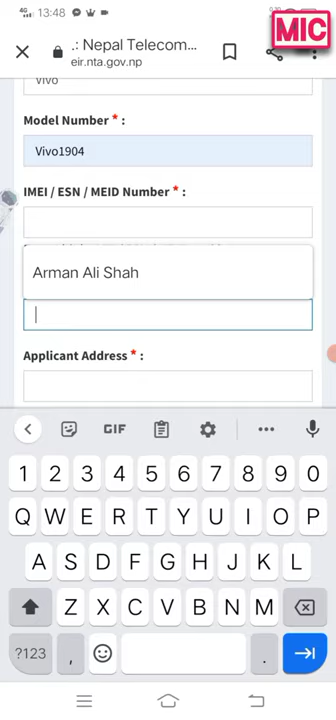 4G 13:48
MIC
.: Nepal Telecom...
eir.nta.gov.np
Vivo
Model Number * :
Vivo1904
IMEI / ESN / MEID Number * :
Arman Ali Shah
Applicant Address * :
GIF
1 2 3 4 5 6 7 8 9 0
Q W E R T Y U I O P
A S D F G H J K L
Z X C V B N M
?123 , .